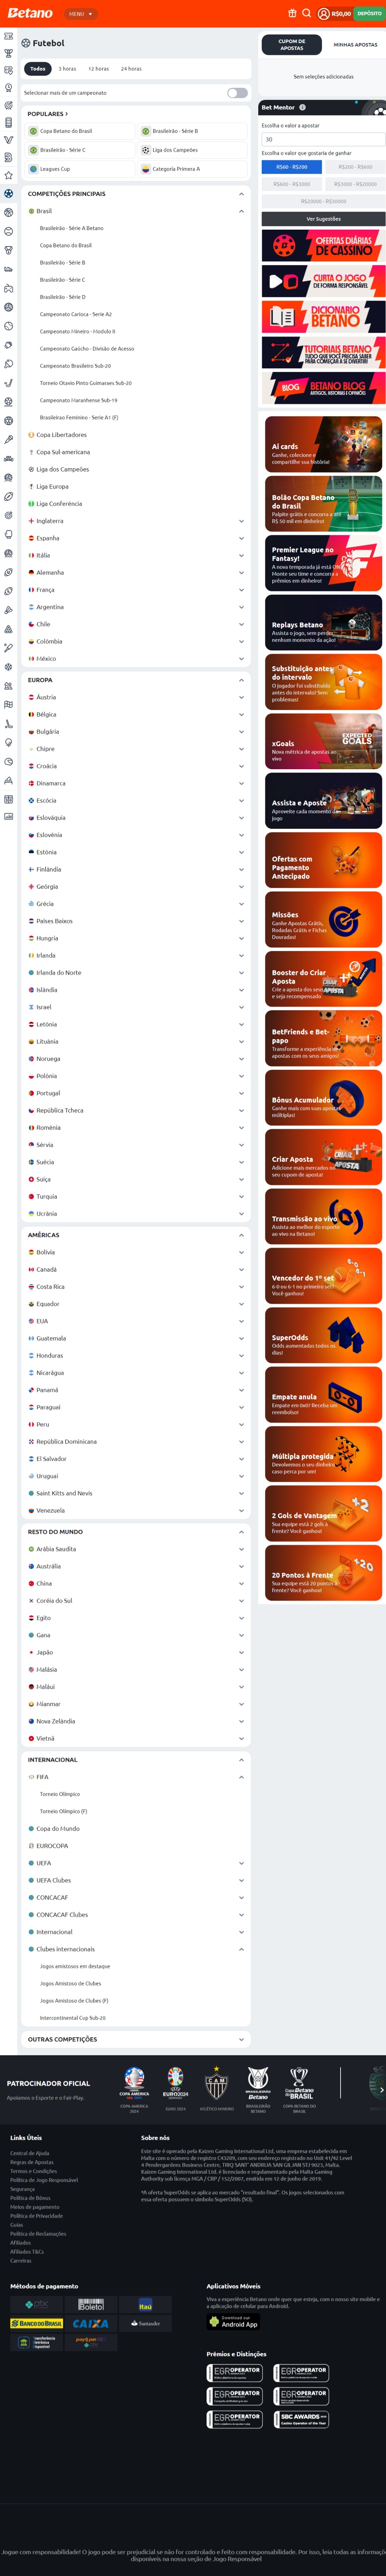 Betano
MENU
R$0,00
DEPÓSITO
Futebol
Todos
3 horas
12 horas
24 horas
Selecionar mais de um campeonato
POPULARES
Copa Betano do Brasil
Brasileirão - Série B
Brasileirão - Série C
Liga dos Campeões
Leagues Cup
Categoria Primera A
COMPETIÇÕES PRINCIPAIS
Brasil
Brasileirão - Série A Betano
Copa Betano do Brasil
Brasileirão - Série B
Brasileirão - Série C
Brasileirão - Série D
Campeonato Carioca - Serie A2
Campeonato Mineiro - Modulo II
Campeonato Gaúcho - Divisão de Acesso
Campeonato Brasileiro Sub-20
Torneio Otavio Pinto Guimaraes Sub-20
Campeonato Maranhense Sub-19
Brasileirao Feminino - Serie A1 (F)
Copa Libertadores
Copa Sul-americana
Liga dos Campeões
Liga Europa
Liga Conferência
Inglaterra
Espanha
Itália
Alemanha
França
Argentina
Chile
Colômbia
México
EUROPA
Áustria
Bélgica
Bulgária
Chipre
Croácia
Dinamarca
Escócia
Eslováquia
Eslovênia
Estônia
Finlândia
Geórgia
Grécia
Países Baixos
Hungria
Irlanda
Irlanda do Norte
Islândia
Israel
Letônia
Lituânia
Noruega
Polônia
Portugal
República Tcheca
Romênia
Sérvia
Suécia
Suíça
Turquia
Ucrânia
AMÉRICAS
Bolívia
Canadá
Costa Rica
Equador
EUA
Guatemala
Honduras
Nicarágua
Panamá
Paraguai
Peru
República Dominicana
El Salvador
Uruguai
Saint Kitts and Nevis
Venezuela
RESTO DO MUNDO
Arábia Saudita
Austrália
China
Coréia do Sul
Egito
Gana
Japão
Malásia
Maláui
Mianmar
Nova Zelândia
Vietnã
INTERNACIONAL
FIFA
Torneio Olímpico
Torneio Olímpico (F)
Copa do Mundo
EUROCOPA
UEFA
UEFA Clubes
CONCACAF
CONCACAF Clubes
Internacional
Clubes internacionais
Jogos amistosos em destaque
Jogos Amistoso de Clubes
Jogos Amistoso de Clubes (F)
Intercontinental Cup Sub-20
OUTRAS COMPETIÇÕES
CUPOM DE
APOSTAS
MINHAS APOSTAS
Sem seleções adicionadas
Bet Mentor
Escolha o valor a apostar
30
Escolha o valor que gostaria de ganhar
R$60 - R$200
R$200 - R$600
R$600 - R$3000
R$3000 - R$20000
R$20000 - R$30000
Ver Sugestões
OFERTAS DIÁRIAS
DE CASSINO
CURTA O JOGO
DE FORMA RESPONSÁVEL
DICIONÁRIO
BETANO
TUTORIAIS BETANO
TUDO QUE VOCÊ PRECISA SABER
PARA COMEÇAR A SE DIVERTIR!
BLOG
BETANO BLOG
ARTIGOS, HISTÓRIAS E OPINIÕES
AI cards
Ganhe, colecione e
compartilhe sua história!
Bolão Copa Betano
do Brasil
Palpite grátis e concorra a até
R$ 50 mil em dinheiro!
Premier League no
Fantasy!
A nova temporada já está ON!
Monte seu time e concorra a
prêmios em dinheiro!
Replays Betano
Assista o jogo, sem perder
nenhum momento da ação!
Substituição antes
do intervalo
O jogador foi substituído
antes do intervalo? Sem
problemas!
xGoals
Nova métrica de apostas ao
vivo
EXPECTED
GOALS
Assista e Aposte
Aproveite cada momento do
jogo
Ofertas com
Pagamento
Antecipado
Missões
Ganhe Apostas Grátis,
Rodadas Grátis e Fichas
Douradas!
Booster do Criar
Aposta
Crie a aposta dos seus
e seja recompensado
BetFriends e Bet-
papo
Transforme a experiência de
apostas com os seus amigos!
Bônus Acumulador
Ganhe mais com suas apostas
múltiplas!
Criar Aposta
Adicione mais mercados no
seu cupom de aposta!
CRIAR
APOSTA
Transmissão ao vivo
Assista ao melhor do esporte
ao vivo na Betano!
Vencedor do 1º set
6-0 ou 6-1 no primeiro set?
Você ganhou!
SuperOdds
Odds aumentadas todos os
dias!
Empate anula
Empate em 0x0? Receba um
reembolso!
Múltipla protegida
Devolvemos o seu dinheiro
caso perca por um!
2 Gols de Vantagem
Sua equipe está 2 gols à
frente? Você ganhou!
+2
20 Pontos à Frente
Sua equipe está 20 pontos à
frente? Você ganhou!
PATROCINADOR OFICIAL
Apoiamos o Esporte e o Fair-Play.
COPA AMERICA
2024
EURO 2024
ATLÉTICO MINEIRO
BRASILEIRÃO
BETANO
COPA BETANO DO
BRASIL
Links Úteis
Central de Ajuda
Regras de Apostas
Termos e Condições
Política de Jogo Responsável
Segurança
Política de Bônus
Meios de pagamento
Política de Privacidade
Guias
Política de Reclamações
Afiliados
Afiliados T&Cs
Carreiras
Sobre nós
Este site é operado pela Kaizen Gaming International Ltd, uma empresa estabelecida em
Malta com o número de registro C43209, com seu endereço registrado no Unit 41/42 Level
4 Pendergardens Business Centre, TRIQ SANT' ANDRIJA SAN GILJAN STJ 9023, Malta.
Kaizen Gaming International Ltd. é licenciado e regulamentado pela Malta Gaming
Authority sob licença MGA / CRP / 152/2007, emitida em 12 de junho de 2019.
*A oferta SuperOdds se aplica ao mercado "resultado final". Os jogos selecionados com
essa oferta possuem o símbolo SuperOdds (SO).
Métodos de pagamento
pix
Boleto
Itaú
BANCO DO BRASIL
CAIXA
Santander
pay4fun
Aplicativos Móveis
Viva a experiência Betano onde quer que esteja, com o nosso site mobile e
a aplicação de celular para Android.
Download our
Android App
Prêmios e Distinções
EGR OPERATOR
EGR OPERATOR
EGR OPERATOR
EGR OPERATOR
EGR OPERATOR
SBC AWARDS
Casino Operator of the Year
Jogue com responsabilidade! O jogo pode ser prejudicial se não for controlado e feito com responsabilidade. Por isso, leia todas as informaçõ
disponíveis na nossa seção de Jogo Responsável